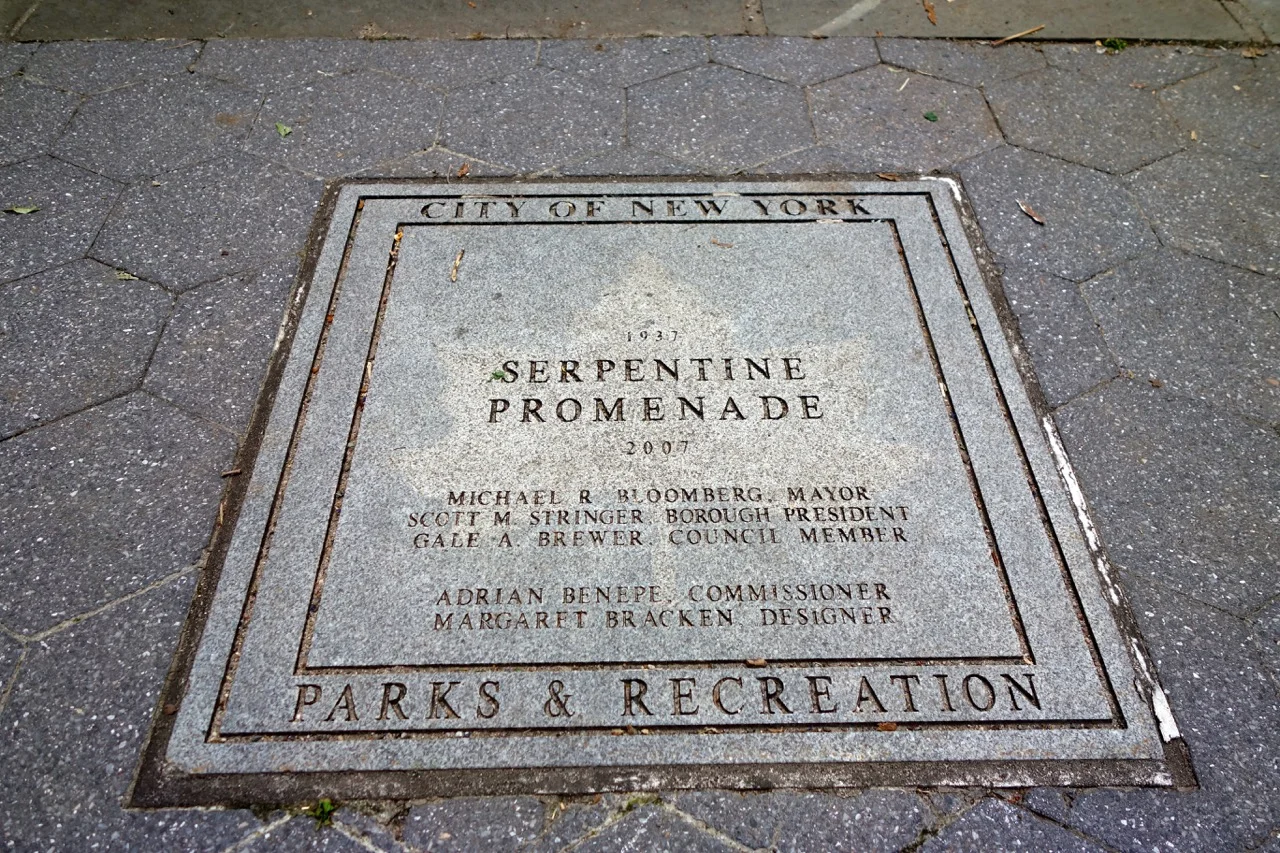 CITY OF NEW YORK
1937
SERPENTINE
PROMENADE
2007
MICHAEL R. BLOOMBERG, MAYOR
SCOTT M. STRINGER, BOROUGH PRESIDENT
GALE A. BREWER, COUNCIL MEMBER
ADRIAN BENEPE, COMMISSIONER
MARGARET BRACKEN, DESIGNER
PARKS & RECREATION